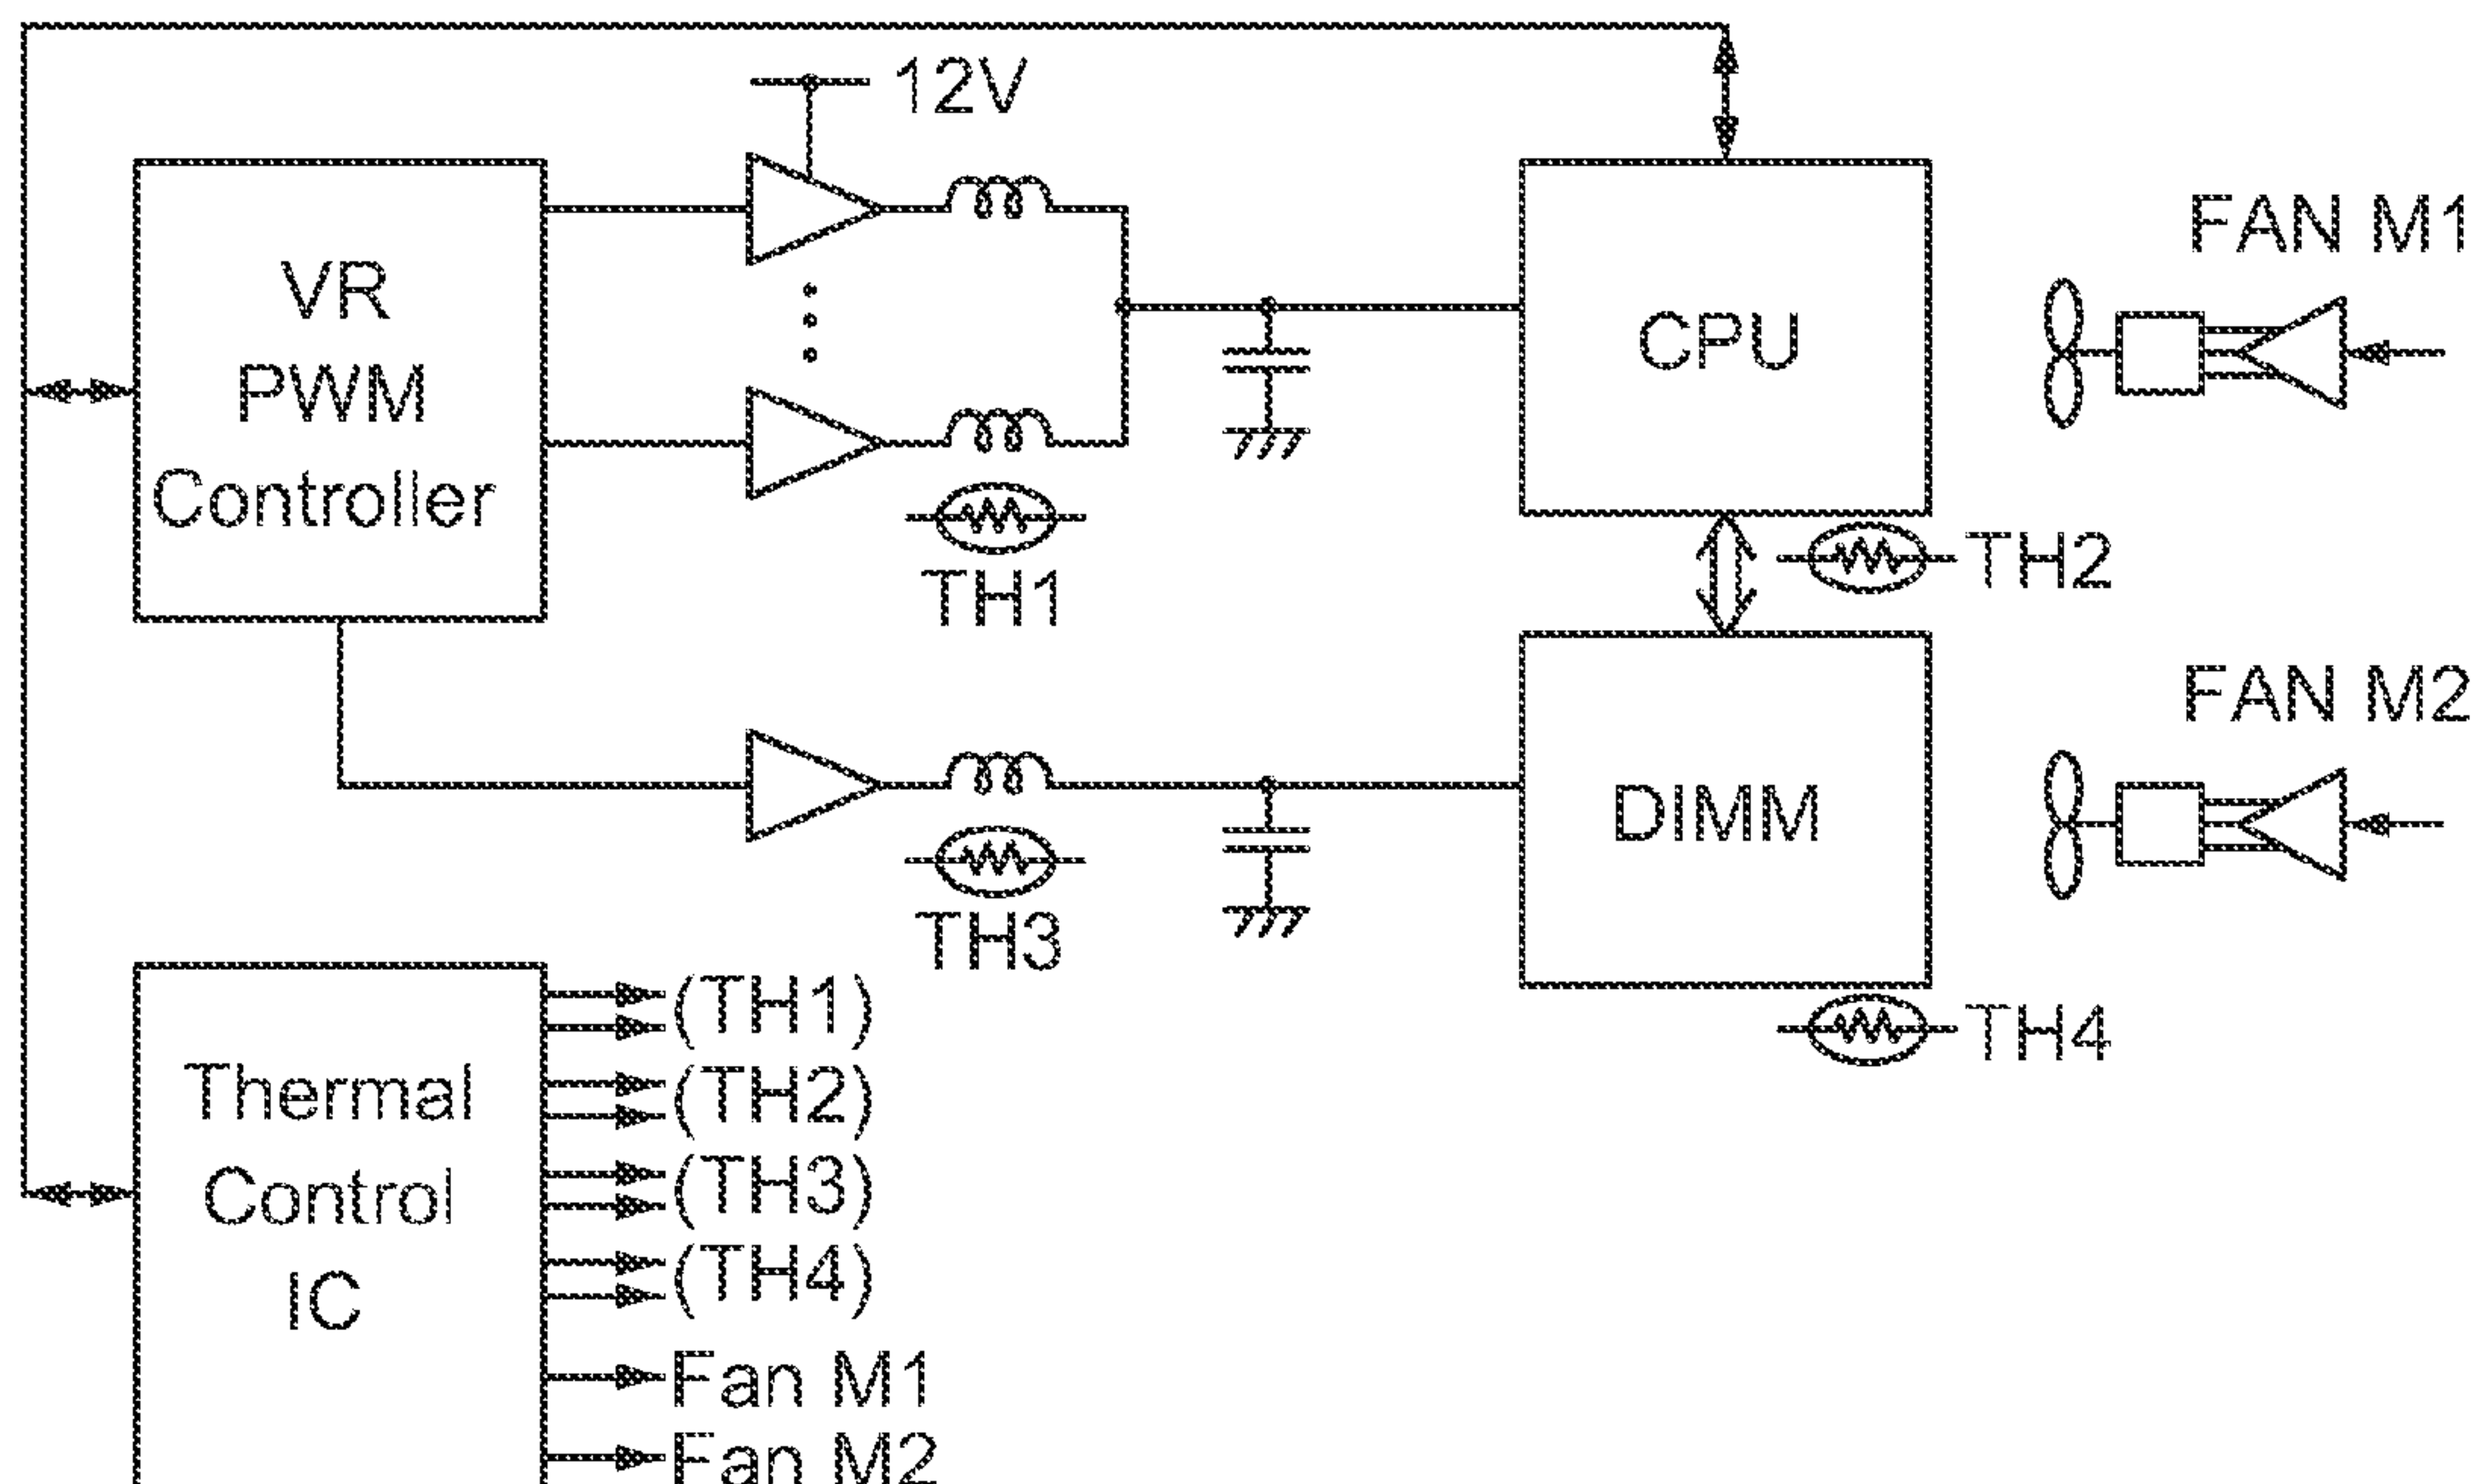 12V
VR
PWM
Controller
CPU
FAN M1
TH1
TH2
FAN M2
DIMM
TH3
TH4
Thermal
Control
IC
(TH1)
(TH2)
(TH3)
(TH4)
Fan M1
Fan M2